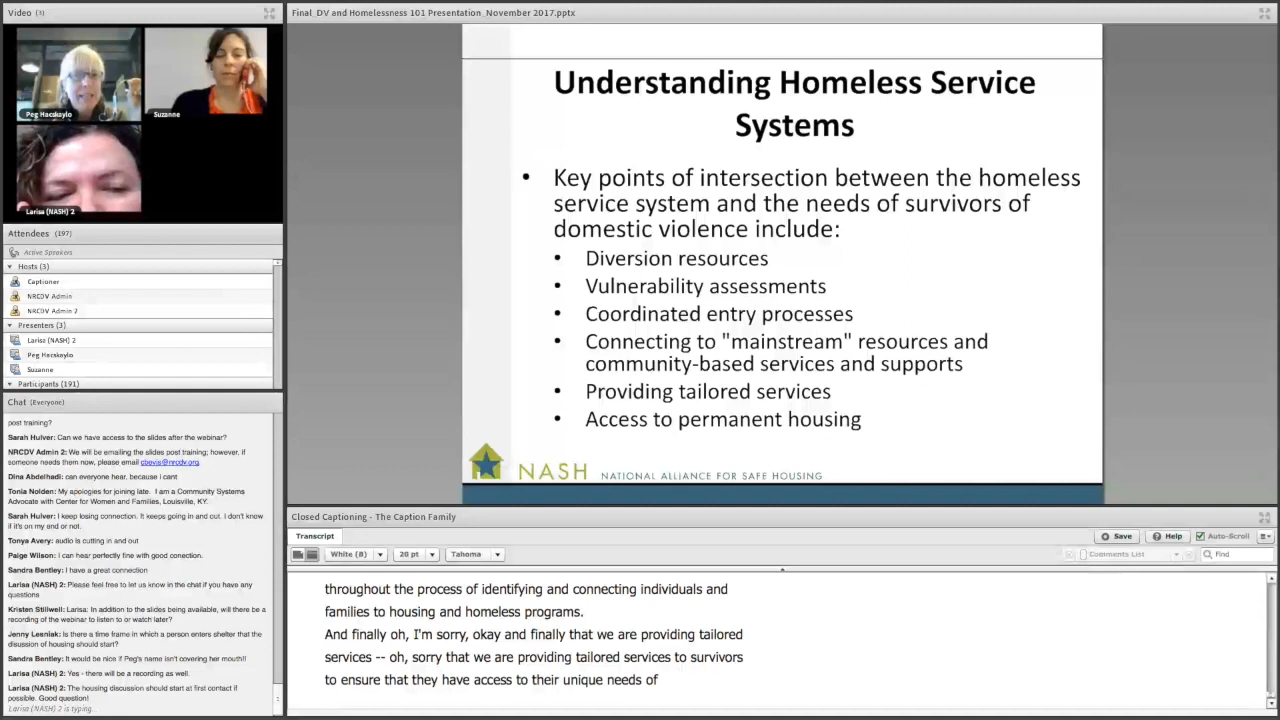 Video (3)
Peg Hacskaylo
Suzanne
Larisa (NASH) 2
Attendees (197)
Active Speakers
Hosts (3)
Captioner
NRCDV Admin
NRCDV Admin 2
Presenters (3)
Larisa (NASH) 2
Peg Hacskaylo
Suzanne
Participants (191)
Chat (Everyone)
post training?
Sarah Hulver: Can we have access to the slides after the webinar?
NRCDV Admin 2: We will be emailing the slides post training; however, if
someone needs them now, please email cbevis@nrcdv.org.
Dina Abdelhadi: can everyone hear, because i cant
Tonia Nolden: My apologies for joining late. I am a Community Systems
Advocate with Center for Women and Families, Louisville, KY.
Sarah Hulver: I keep losing connection. It keeps going in and out. I don't know
if it's on my end or not.
Tonya Avery: audio is cutting in and out
Paige Wilson: I can hear perfectly fine with good conection.
Sandra Bentley: I have a great connection
Larisa (NASH) 2: Please feel free to let us know in the chat if you have any
questions
Kristen Stillwell: Larisa: In addition to the slides being available, will there be a
recording of the webinar to listen to or watch later?
Jenny Lesniak: Is there a time frame in which a person enters shelter that the
disussion of housing should start?
Sandra Bentley: It would be nice if Peg's name isn't covering her mouth!!
Larisa (NASH) 2: Yes - there will be a recording as well.
Larisa (NASH) 2: The housing discussion should start at first contact if
possible. Good question!
Larisa (NASH) 2 is typing...
Final_DV and Homelessness 101 Presentation_November 2017.pptx
Understanding Homeless Service
Systems
• Key points of intersection between the homeless
service system and the needs of survivors of
domestic violence include:
• Diversion resources
• Vulnerability assessments
• Coordinated entry processes
• Connecting to "mainstream" resources and
community-based services and supports
• Providing tailored services
• Access to permanent housing
NASH NATIONAL ALLIANCE FOR SAFE HOUSING
Closed Captioning - The Caption Family
Transcript
Save Help Auto-Scroll
White (B) 20 pt Tahoma Comments List Find
throughout the process of identifying and connecting individuals and
families to housing and homeless programs.
And finally oh, I'm sorry, okay and finally that we are providing tailored
services -- oh, sorry that we are providing tailored services to survivors
to ensure that they have access to their unique needs of